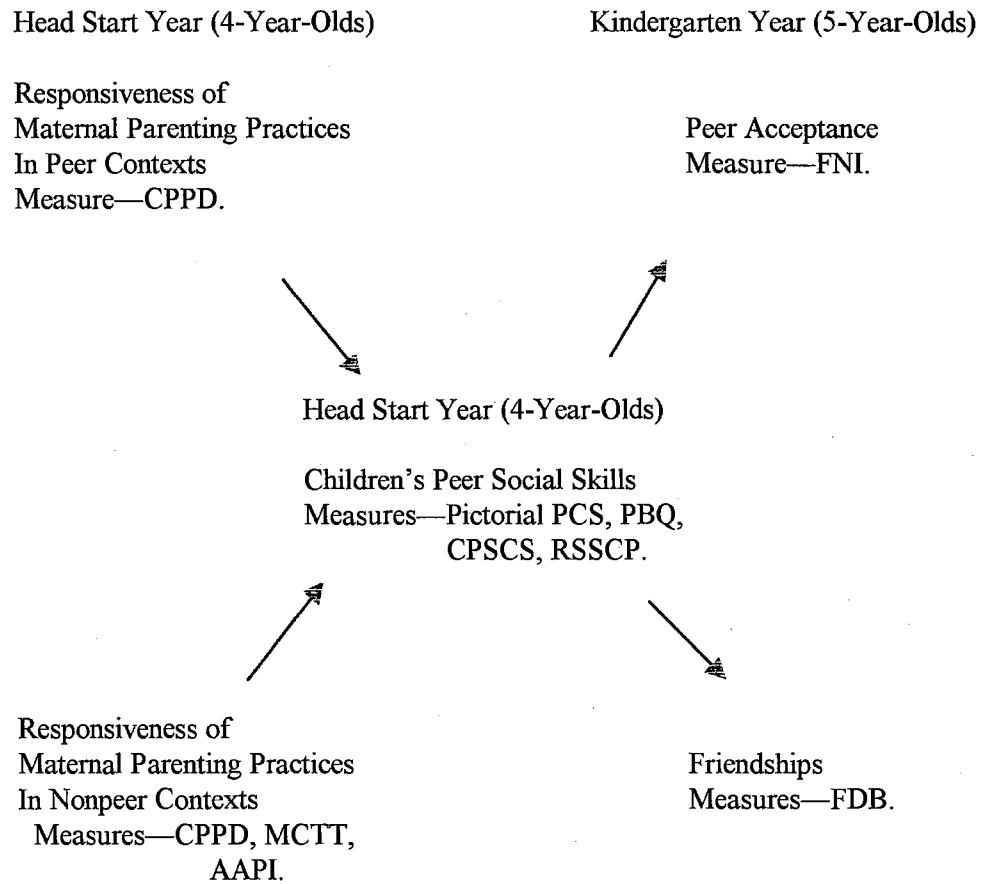 Head Start Year (4-Year-Olds)
Kindergarten Year (5-Year-Olds)
Responsiveness of
Maternal Parenting Practices
In Peer Contexts
Measure—CPPD.
Peer Acceptance
Measure—FNI.
Head Start Year (4-Year-Olds)
Children's Peer Social Skills
Measures—Pictorial PCS, PBQ,
CPSCS, RSSCP.
Responsiveness of
Maternal Parenting Practices
In Nonpeer Contexts
Measures—CPPD, MCTT,
AAPI.
Friendships
Measures—FDB.